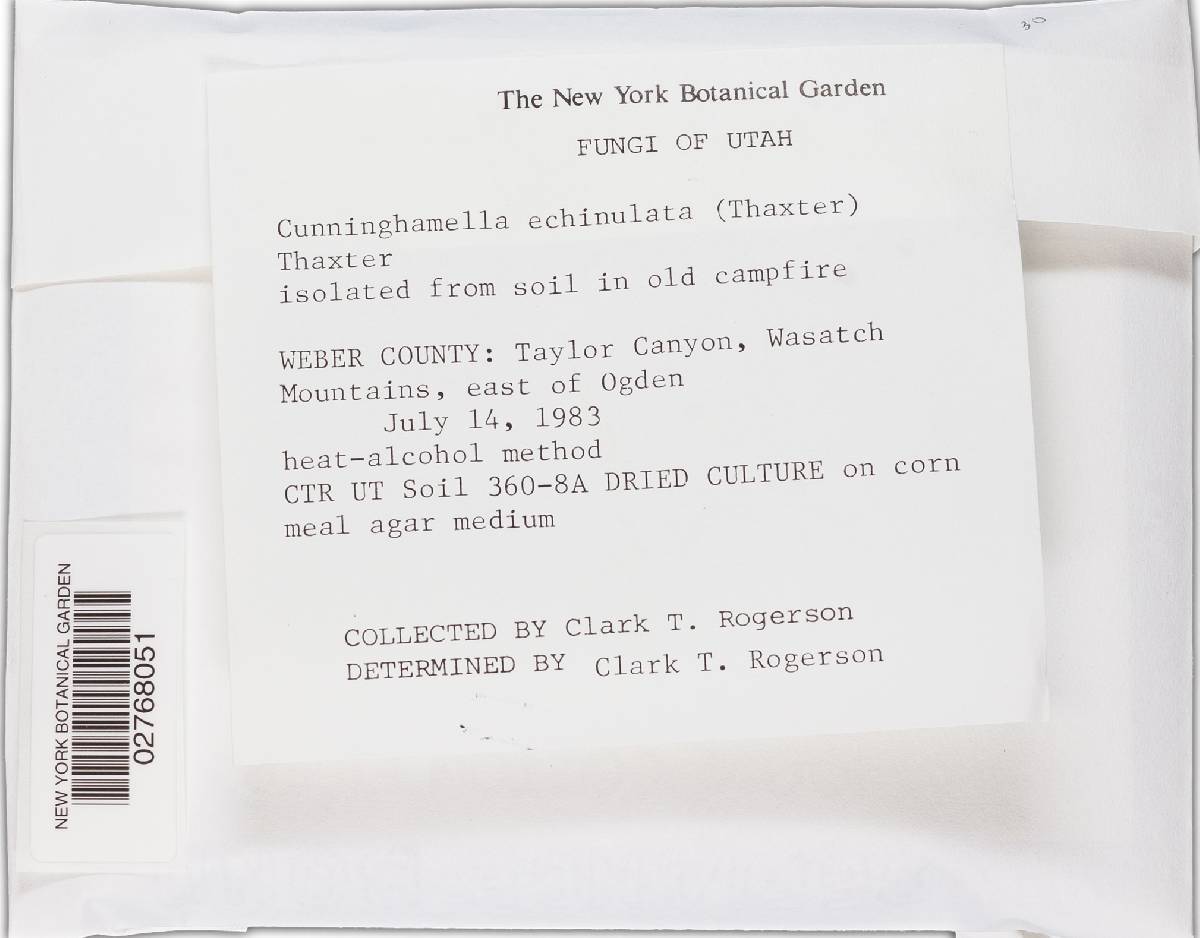 30
The New York Botanical Garden
FUNGI OF UTAH
Cunninghamella echinulata (Thaxter)
Thaxter
isolated from soil in old campfire
WEBER COUNTY: Taylor Canyon, Wasatch
Mountains, east of Ogden
July 14, 1983
heat-alcohol method
CTR UT Soil 360-8A DRIED CULTURE on corn
meal agar medium
COLLECTED BY Clark T. Rogerson
DETERMINED BY Clark T. Rogerson
NEW YORK BOTANICAL GARDEN
02768051